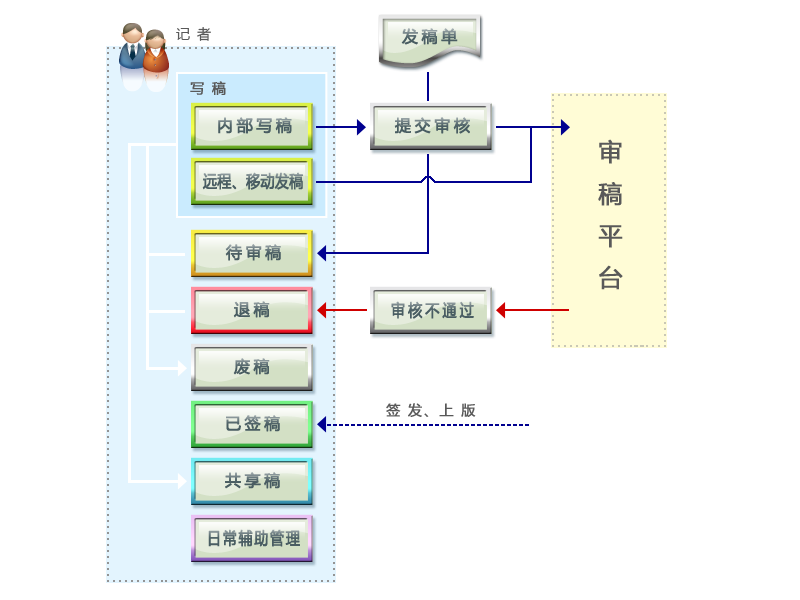 记者
发稿单
写稿
内部写稿
提交审核
远程、移动发稿
审稿平台
待审稿
退稿
审核不通过
废稿
签发、上版
已签稿
共享稿
日常辅助管理